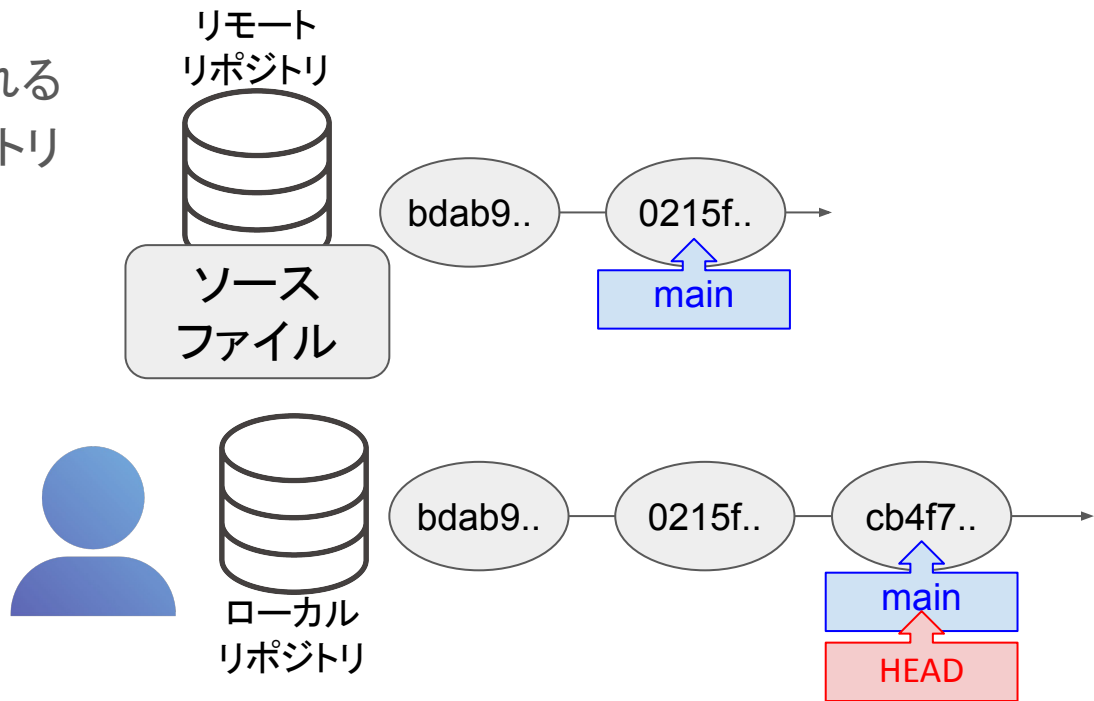 れる
トリ
リモート
リポジトリ
bdab9..
0215f..
main
ソース
ファイル
bdab9..
0215f..
cb4f7..
main
HEAD
ローカル
リポジトリ